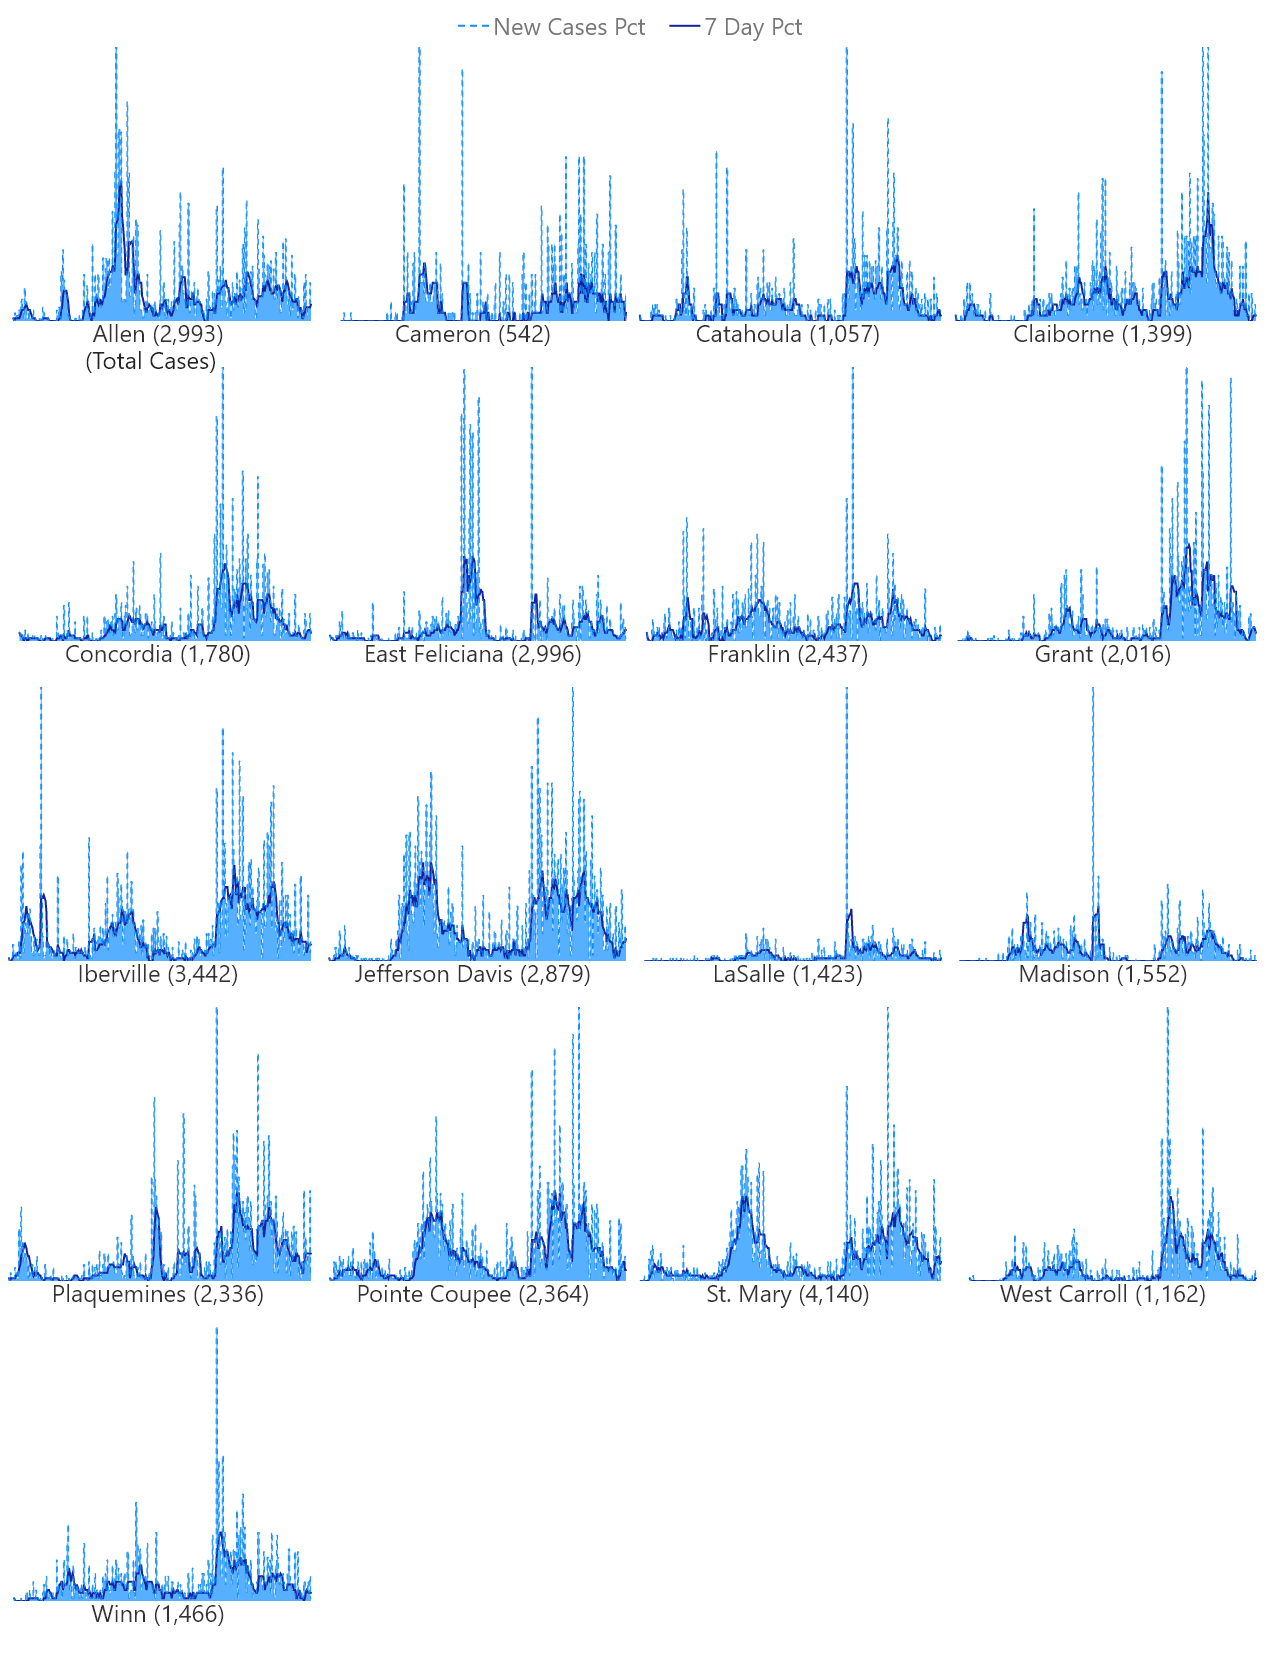 New Cases Pct 7 Day Pct
Allen (2,993) Cameron (542) Catahoula (1,057) Claiborne (1,399)
(Total Cases)
Concordia (1,780) East Feliciana (2,996) Franklin (2,437) Grant (2,016)
Iberville (3,442) Jefferson Davis (2,879) LaSalle (1,423) Madison (1,552)
Plaquemines (2,336) Pointe Coupee (2,364) St. Mary (4,140) West Carroll (1,162)
Winn (1,466)